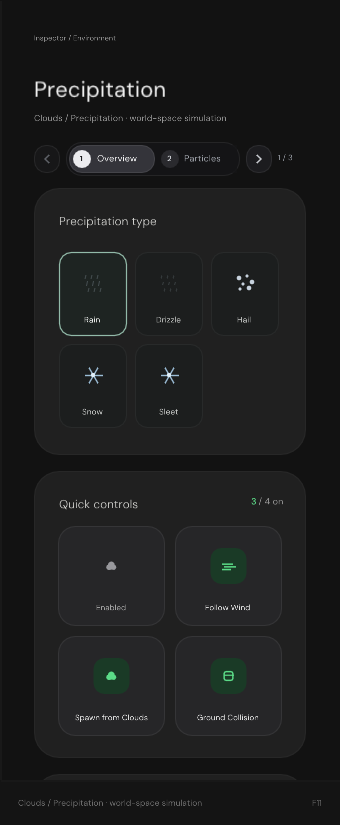 Inspector / Environment
Precipitation
Clouds / Precipitation · world-space simulation
1 Overview 2 Particles 1 / 3
Precipitation type
Rain Drizzle Hail
Snow Sleet
Quick controls 3 / 4 on
Enabled Follow Wind
Spawn from Clouds Ground Collision
Clouds / Precipitation · world-space simulation F11